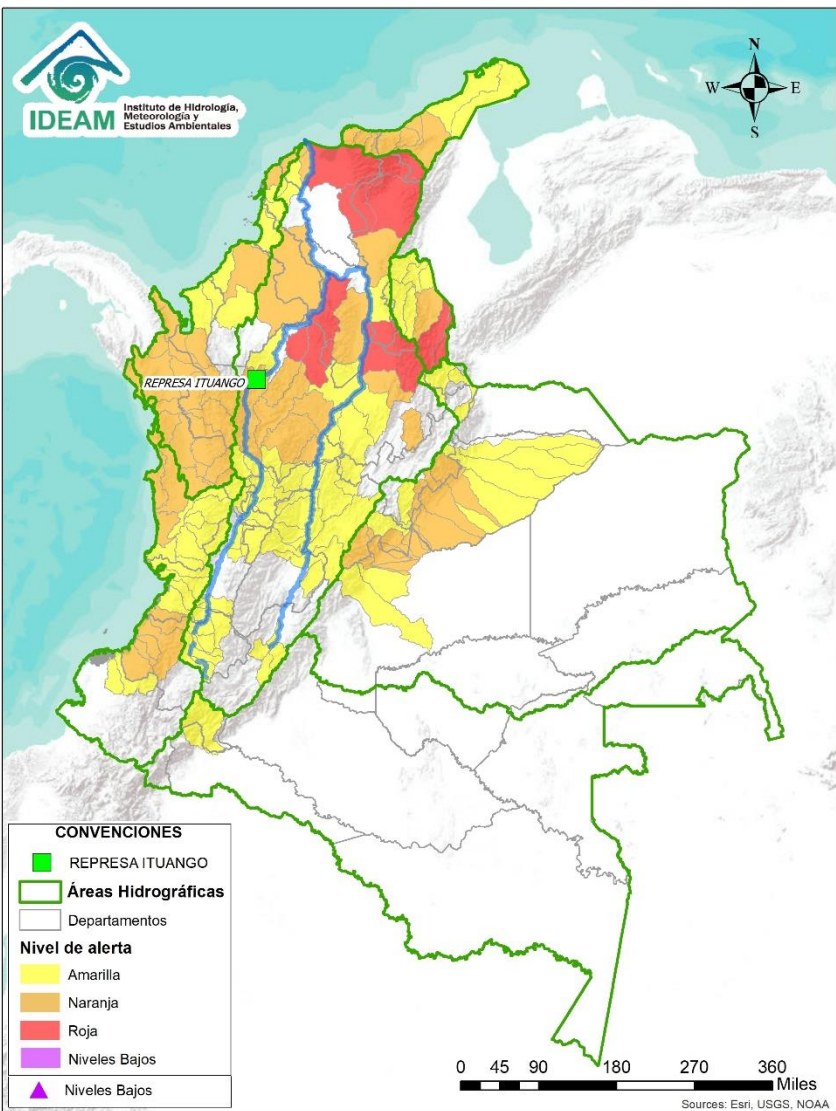 IDEAM
Instituto de Hidrología,
Meteorología y
Estudios Ambientales
N
W
E
S
REPRESA ITUANGO
CONVENCIONES
REPRESA ITUANGO
Áreas Hidrográficas
Departamentos
Nivel de alerta
Amarilla
Naranja
Roja
Niveles Bajos
Niveles Bajos
0 45 90 180 270 360
Miles
Sources: Esri, USGS, NOAA